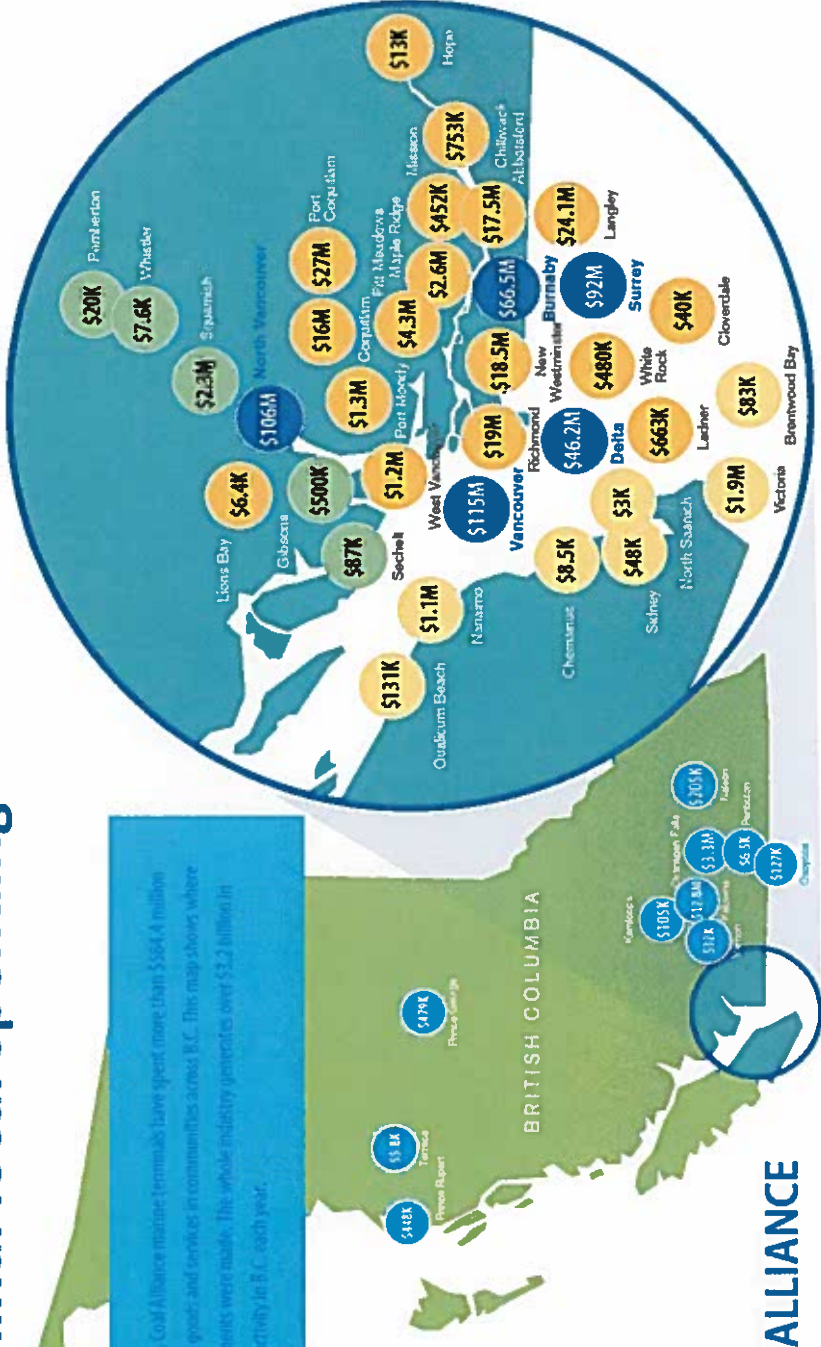 Coal Alliance marine terminals have spent more than $584.4 million
goods and services in communities across B.C. This map shows where
were made. The whole industry generates over $3.2 billion in
in B.C. each year.
BRITISH COLUMBIA
$448K
Prince Rupert
Terrace
$479K
Prince George
Kamloops
$105K
$12.8M
Falls
$6.5K
Penticton
$205K
Nelson
ALLIANCE
$20K
Pemberton
$7.6K
Whistler
$2.3M
Squamish
$106M
North Vancouver
$6.4K
Lions Bay
$500K
Gibsons
$87K
Sechelt
$27M
Port
Coquitlam
$16M
Coquitlam
$1.3M
Port Moody
$4.3M
Pitt Meadows
$2.6M
Maple Ridge
$452K
Mission
$13K
Hope
$753K
Chilliwack
$17.5M
Abbotsford
$1.2M
West Vancouver
$115M
Vancouver
$19M
Richmond
$18.5M
New
Westminster
$66.5M
Burnaby
$92M
Surrey
$24.1M
Langley
$46.2M
Delta
$480K
White
Rock
$40K
Cloverdale
$663K
Ladner
$131K
Qualicum Beach
$1.1M
Nanaimo
$8.5K
Chemainus
$48K
Sidney
$3K
North Saanich
$83K
Brentwood Bay
$1.9M
Victoria